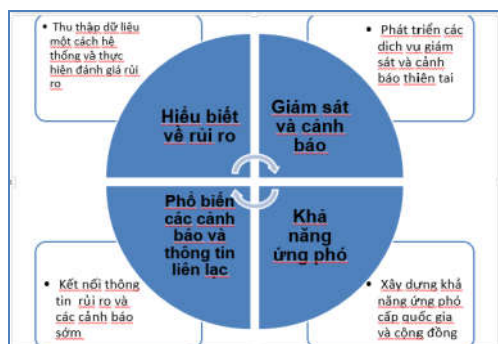 • Thu thập dữ liệu
một cách hệ
thống và thực
hiện đánh giá rủi
ro
• Phát triển các
dịch vụ giám
sát và cảnh
báo thiên tai
Hiểu biết
về rủi ro
Giám sát
và cảnh
báo
Phổ biến
các cảnh
báo và
thông tin
liên lạc
Khả
năng
ứng phó
• Kết nối thông
tin rủi ro và
các cảnh báo
sớm
• Xây dựng khả
năng ứng phó
cấp quốc gia
và cộng đồng